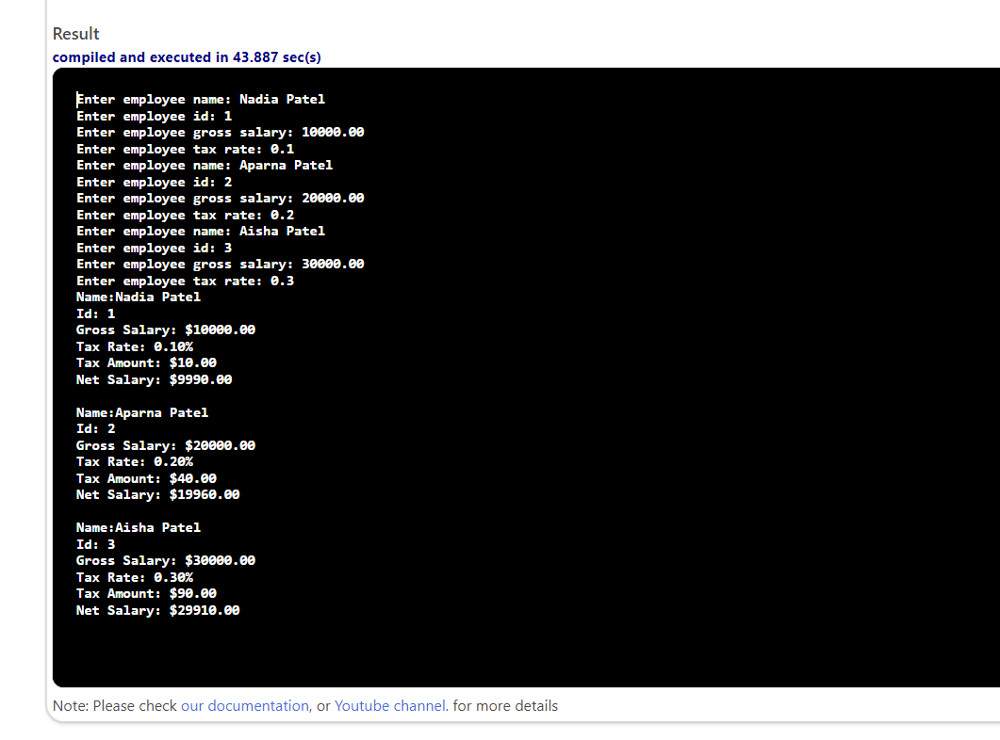 Result
compiled and executed in 43.887 sec(s)
Enter employee name: Nadia Patel
Enter employee id: 1
Enter employee gross salary: 10000.00
Enter employee tax rate: 0.1
Enter employee name: Aparna Patel
Enter employee id: 2
Enter employee gross salary: 20000.00
Enter employee tax rate: 0.2
Enter employee name: Aisha Patel
Enter employee id: 3
Enter employee gross salary: 30000.00
Enter employee tax rate: 0.3
Name:Nadia Patel
Id: 1
Gross Salary: $10000.00
Tax Rate: 0.10%
Tax Amount: $10.00
Net Salary: $9990.00
Name:Aparna Patel
Id: 2
Gross Salary: $20000.00
Tax Rate: 0.20%
Tax Amount: $40.00
Net Salary: $19960.00
Name:Aisha Patel
Id: 3
Gross Salary: $30000.00
Tax Rate: 0.30%
Tax Amount: $90.00
Net Salary: $29910.00
Note: Please check our documentation, or Youtube channel. for more details